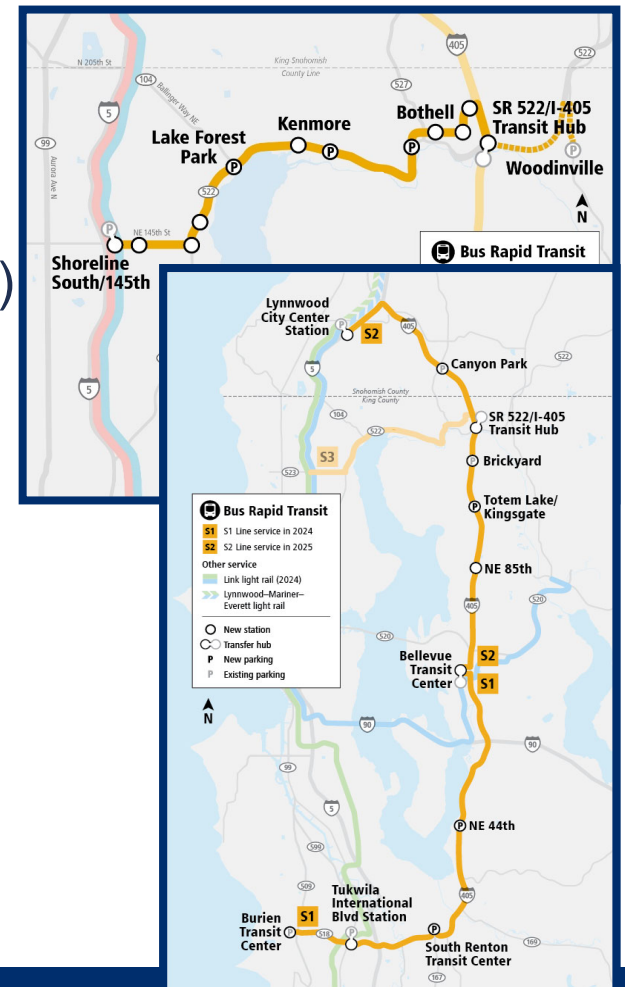 )
N 205th St
King Snohomish
County Line
405
522
104
Ballinger Way NE
527
5
99
Aurora Ave N
Bothell
SR 522/I-405
Transit Hub
Kenmore
Lake Forest
Park
P
P
P
P
Woodinville
522
N
P
NE 145th St
Shoreline
South/145th
Bus Rapid Transit
5
Lynnwood
City Center
Station
P
S2
405
5
P
Canyon Park
522
Snohomish County
King County
104
522
SR 522/I-405
Transit Hub
S3
523
P
Brickyard
Bus Rapid Transit
S1 S1 Line service in 2024
S2 S2 Line service in 2025
Other service
Link light rail (2024)
Lynnwood–Mariner–
Everett light rail
New station
Transfer hub
P New parking
P Existing parking
P
Totem Lake/
Kingsgate
NE 85th
405
520
520
Bellevue
Transit
Center
S2
S1
N
90
90
99
5
599
P
NE 44th
509
405
Tukwila
International
Blvd Station
S1
Burien
Transit
Center
P
518
P
P
South Renton
Transit Center
169
167